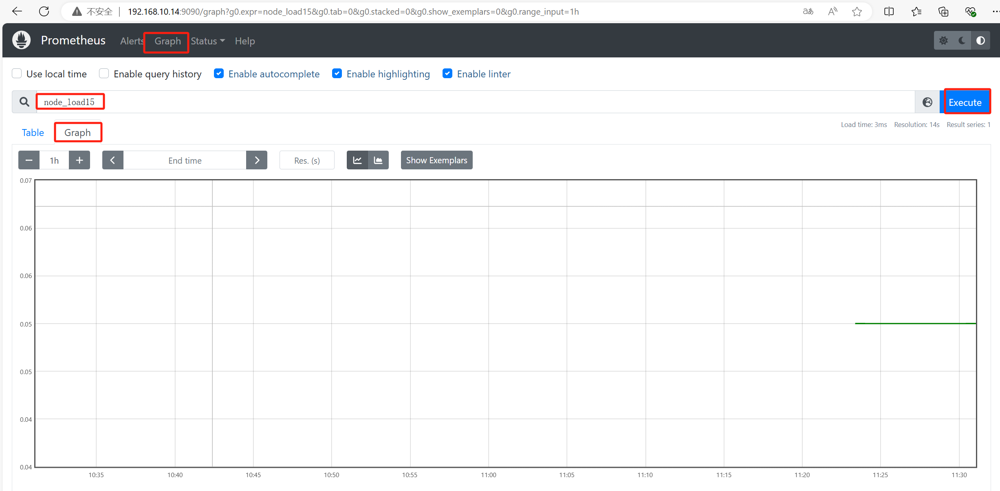 不安全 192.168.10.14:9090/graph?g0.expr=node_load15&g0.tab=0&g0.stacked=0&g0.show_exemplars=0&g0.range_input=1h
Prometheus Alerts Graph Status Help
Use local time Enable query history Enable autocomplete Enable highlighting Enable linter
node_load15 Execute
Load time: 3ms Resolution: 14s Result series: 1
Table Graph
1h End time Res. (s) Show Exemplars
0.07
0.06
0.06
0.05
0.05
0.04
0.04
10:35 10:40 10:45 10:50 10:55 11:00 11:05 11:10 11:15 11:20 11:25 11:30